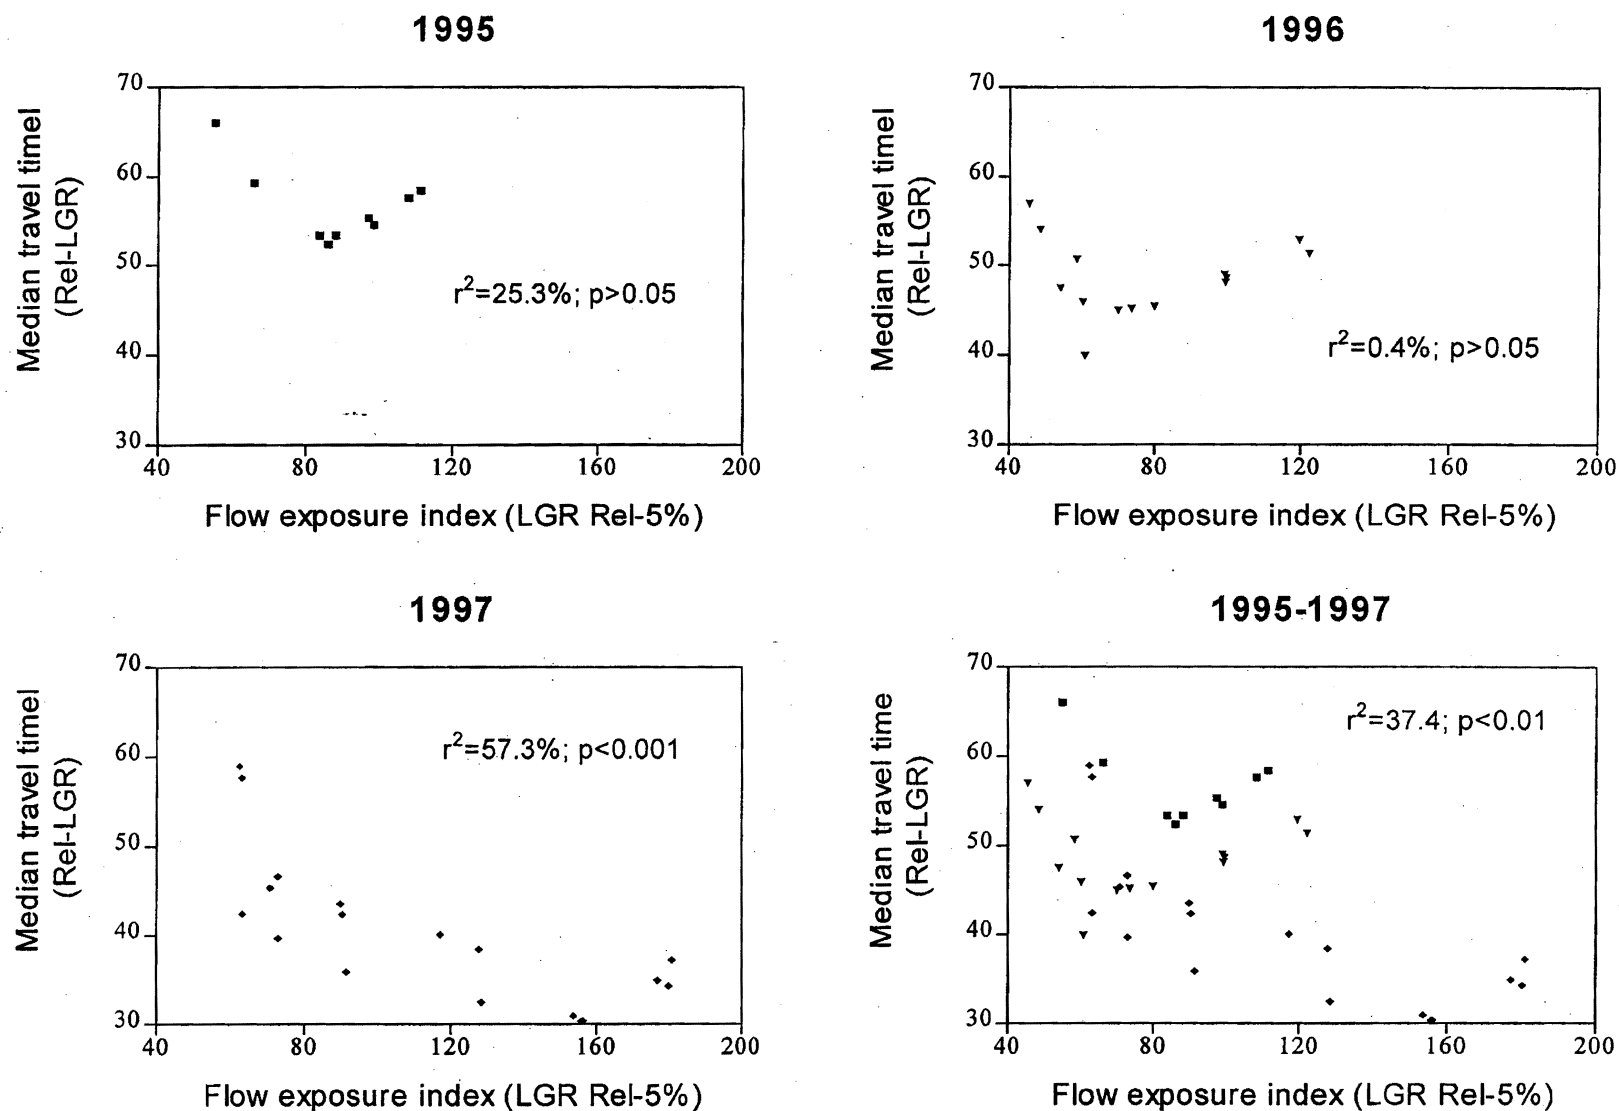 1995
70
60
50
40
30
40 80 120 160 200
Median travel timel
(Rel-LGR)
r²=25.3%; p>0.05
Flow exposure index (LGR Rel-5%)
1996
70
60
50
40
30
40 80 120 160 200
Median travel timel
(Rel-LGR)
r²=0.4%; p>0.05
Flow exposure index (LGR Rel-5%)
1997
70
60
50
40
30
40 80 120 160 200
Median travel timel
(Rel-LGR)
r²=57.3%; p<0.001
Flow exposure index (LGR Rel-5%)
1995-1997
70
60
50
40
30
40 80 120 160 200
Median travel time
(Rel-LGR)
r²=37.4; p<0.01
Flow exposure index (LGR Rel-5%)